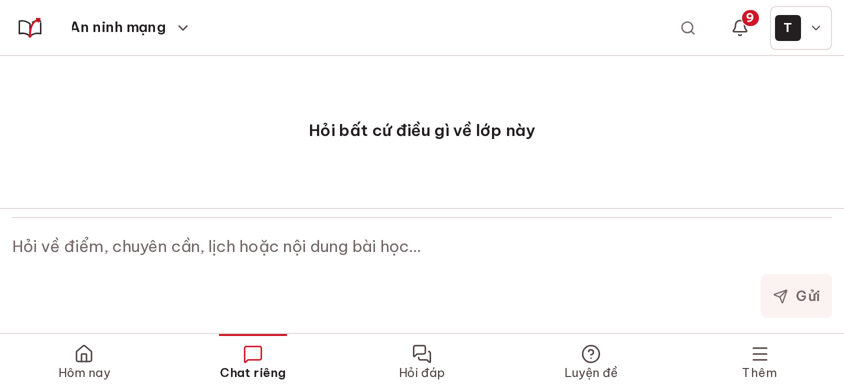 An ninh mạng
9
T
Hỏi bất cứ điều gì về lớp này
Hỏi về điểm, chuyên cần, lịch hoặc nội dung bài học...
Gửi
Hôm nay
Chat riêng
Hỏi đáp
Luyện đề
Thêm